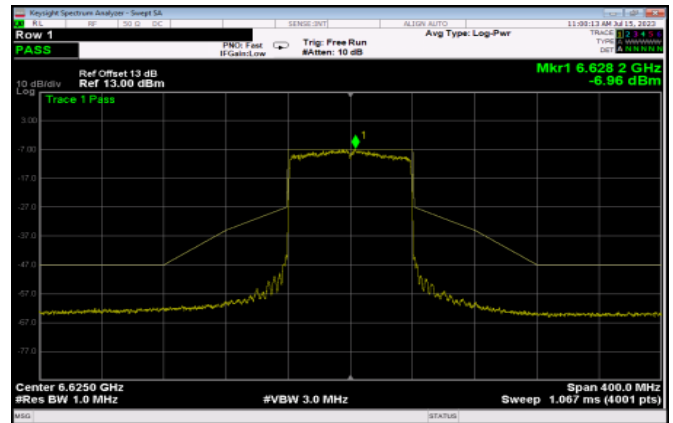 Keysight Spectrum Analyzer - Swept SA
RL RF 50 Ω DC SENSE:INT ALIGN AUTO 11:00:13 AM Jul 15, 2023
Row 1 Avg Type: Log-Pwr TRACE 1 2 3 4 5 6
PNO: Fast Trig: Free Run TYPE A
PASS IFGain:Low #Atten: 10 dB DET A N N N N N
Mkr1 6.628 2 GHz
Ref Offset 13 dB
10 dB/div Ref 13.00 dBm -6.96 dBm
Log
Trace 1 Pass
3.00
1
-7.00
-17.0
-27.0
-37.0
-47.0
-57.0
-67.0
-77.0
Center 6.6250 GHz Span 400.0 MHz
#Res BW 1.0 MHz #VBW 3.0 MHz Sweep 1.067 ms (4001 pts)
MSG STATUS